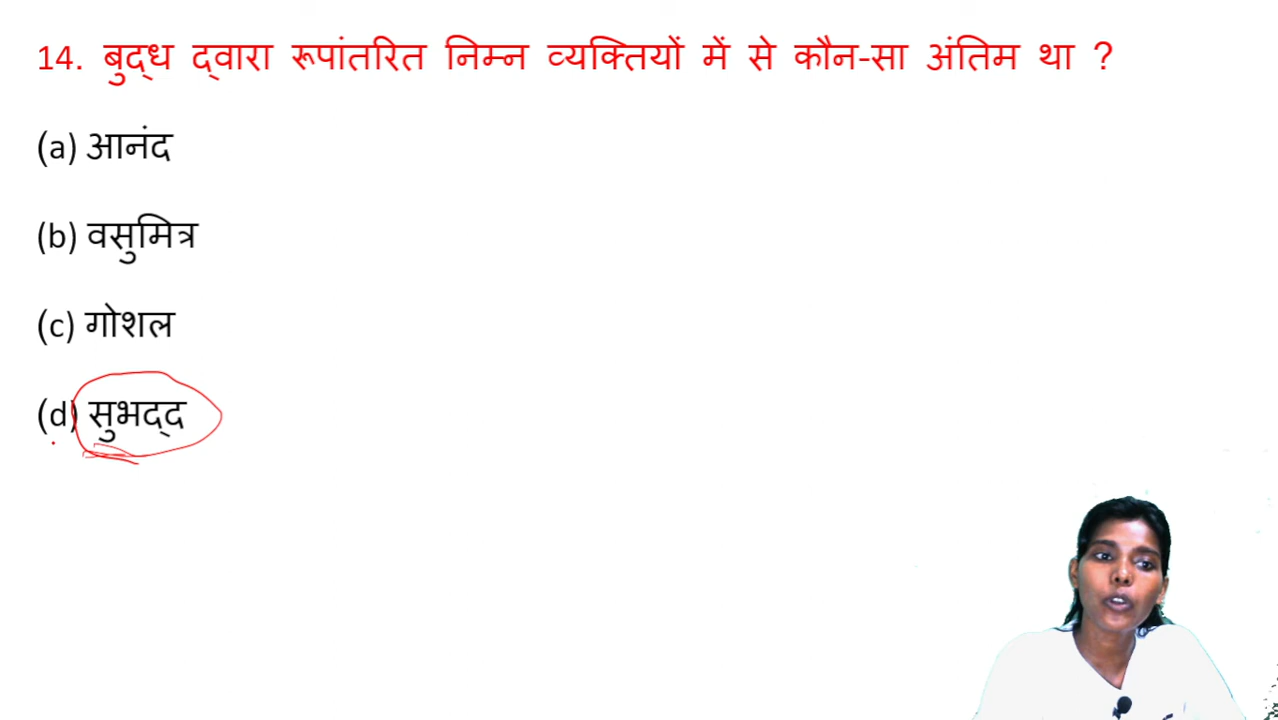 14. बुद्ध द्वारा रूपांतरित निम्न व्यक्तियों में से कौन-सा अंतिम था ?
(a) आनंद
(b) वसुमित्र
(c) गोशल
(d) सुभद्द